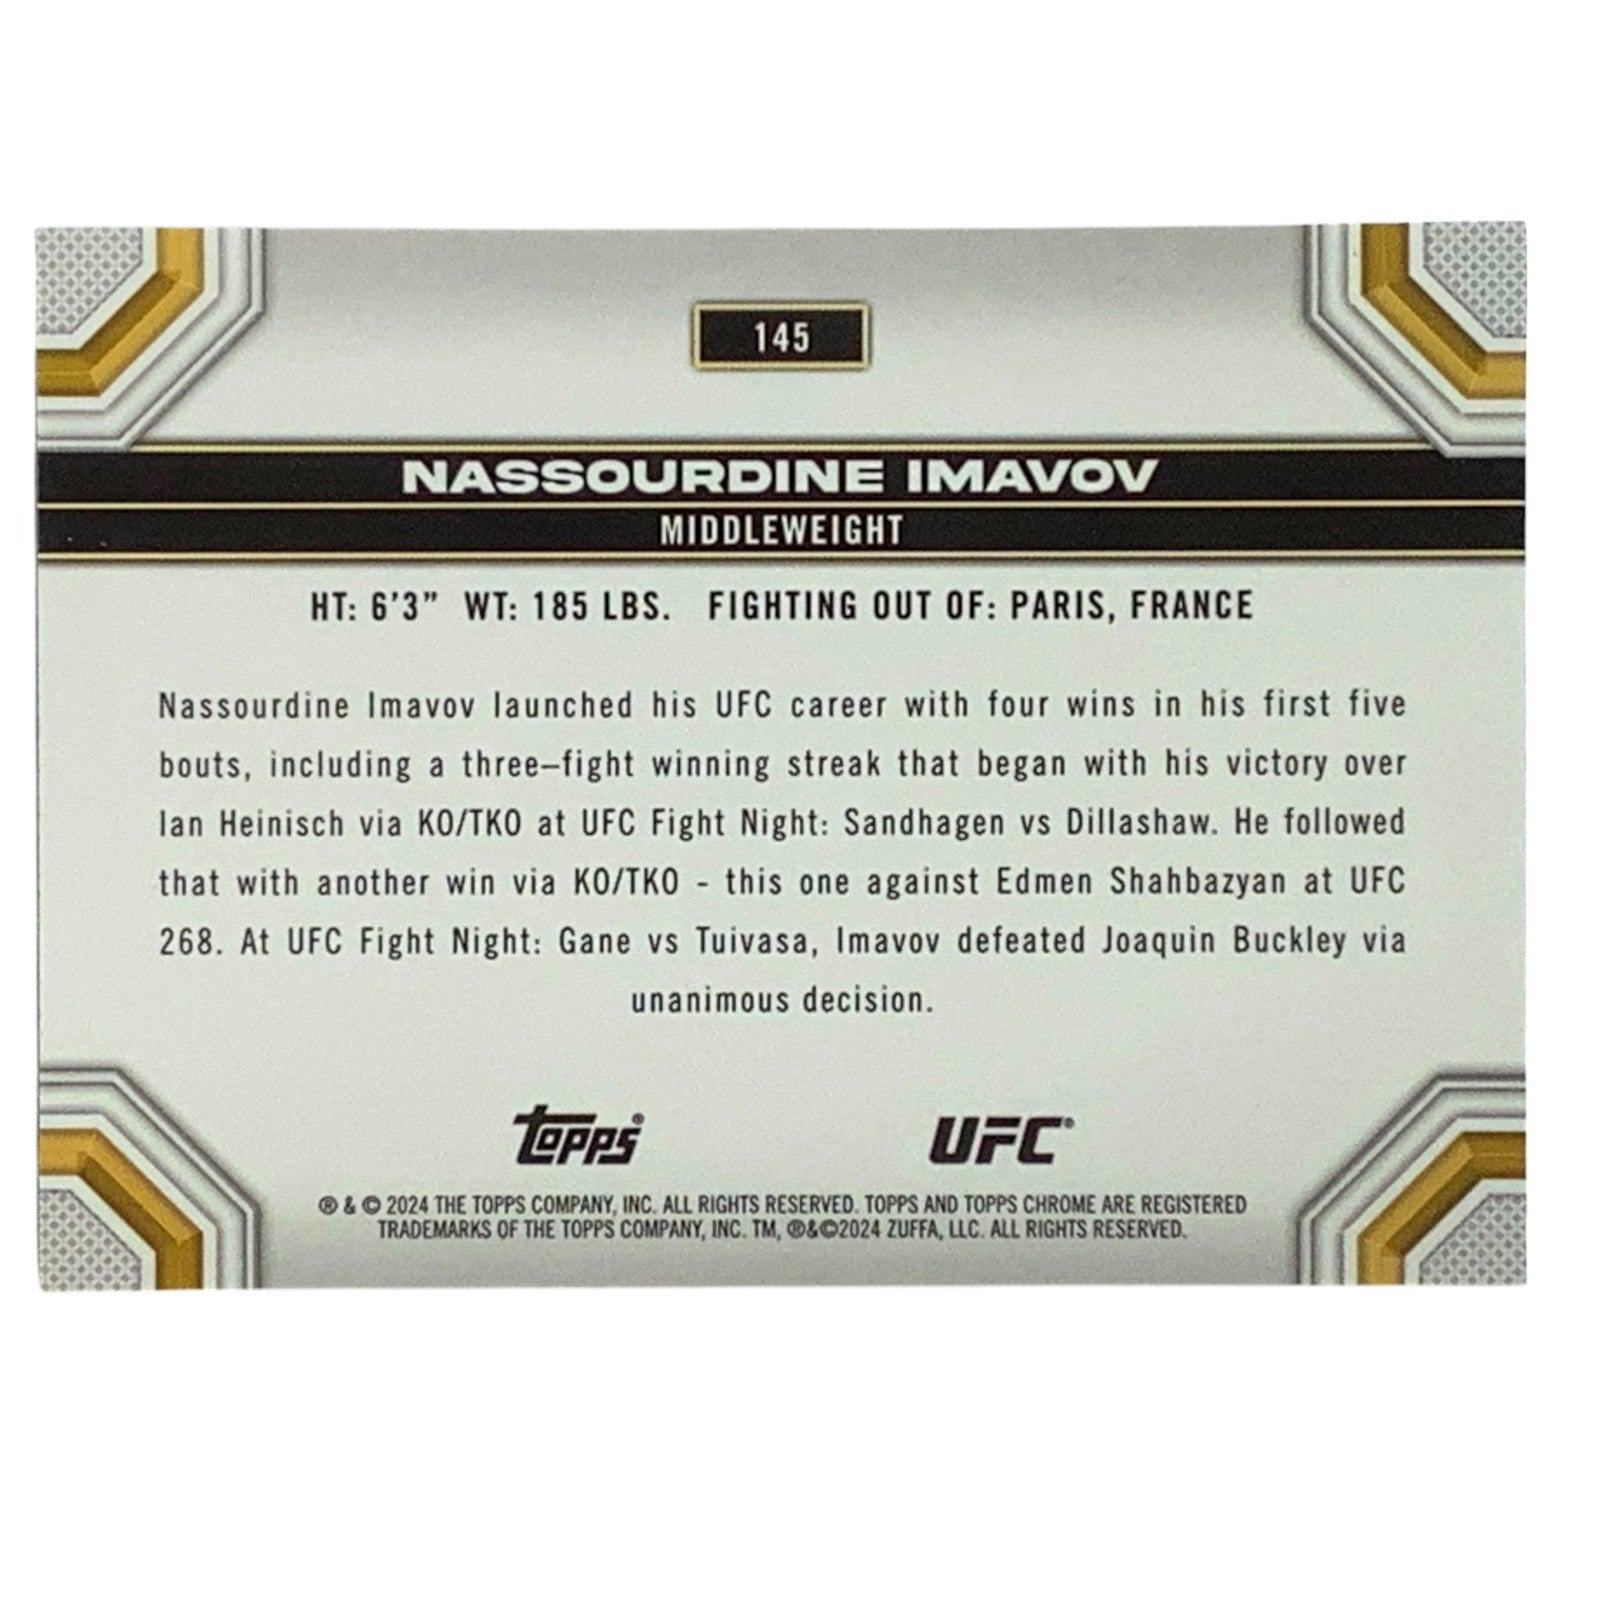 145
NASSOURDINE IMAVOV
MIDDLEWEIGHT
HT: 6'3” WT: 185 LBS. FIGHTING OUT OF: PARIS, FRANCE
Nassourdine Imavov launched his UFC career with four wins in his first five
bouts, including a three–fight winning streak that began with his victory over
Ian Heinisch via KO/TKO at UFC Fight Night: Sandhagen vs Dillashaw. He followed
that with another win via KO/TKO - this one against Edmen Shahbazyan at UFC
268. At UFC Fight Night: Gane vs Tuivasa, Imavov defeated Joaquin Buckley via
unanimous decision.
Topps® UFC®
® & © 2024 THE TOPPS COMPANY, INC. ALL RIGHTS RESERVED. TOPPS AND TOPPS CHROME ARE REGISTERED
TRADEMARKS OF THE TOPPS COMPANY, INC. TM, ®&©2024 ZUFFA, LLC. ALL RIGHTS RESERVED.